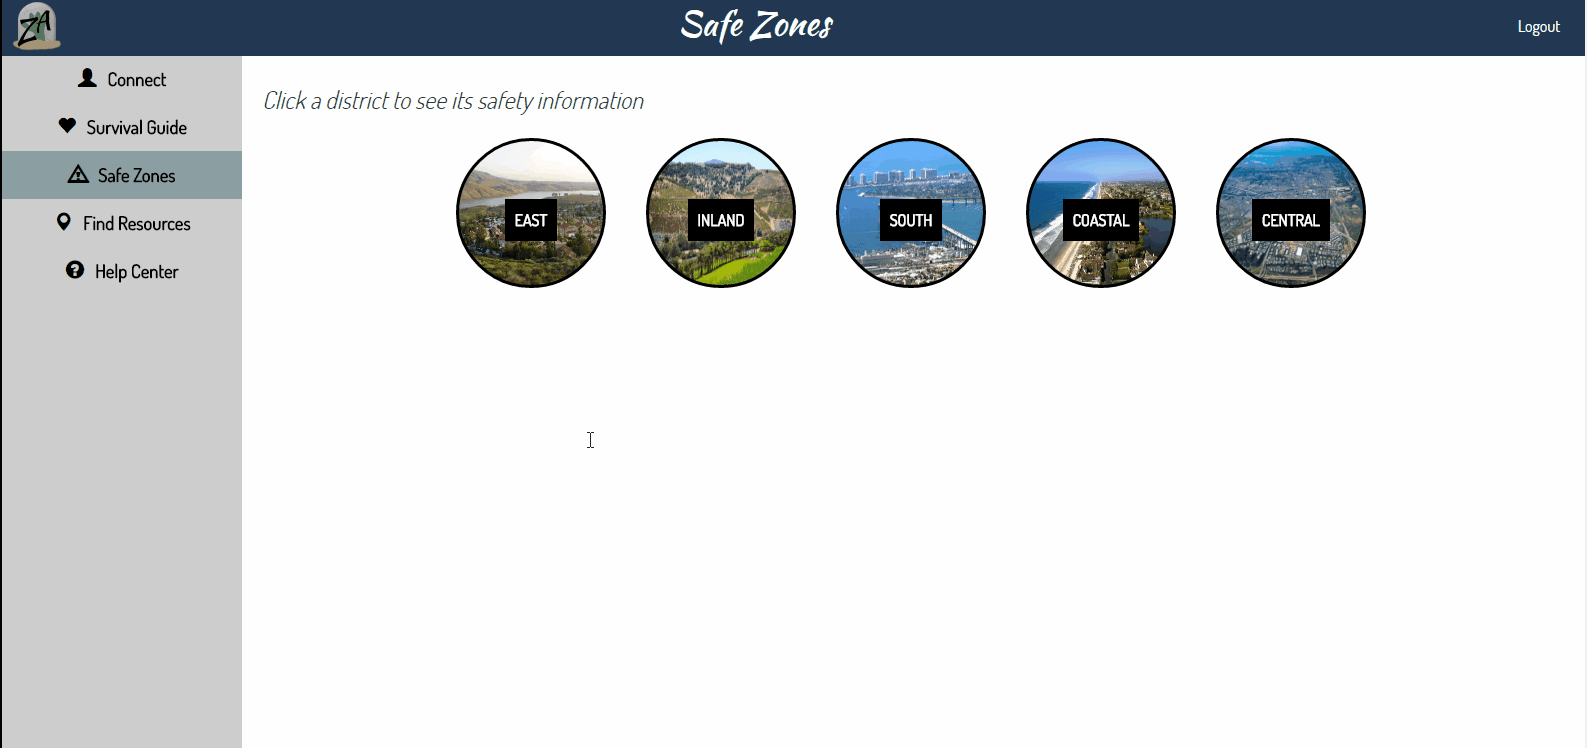 ZA
Safe Zones
Logout
Connect
Survival Guide
Safe Zones
Find Resources
Help Center
Click a district to see its safety information
EAST
INLAND
SOUTH
COASTAL
CENTRAL